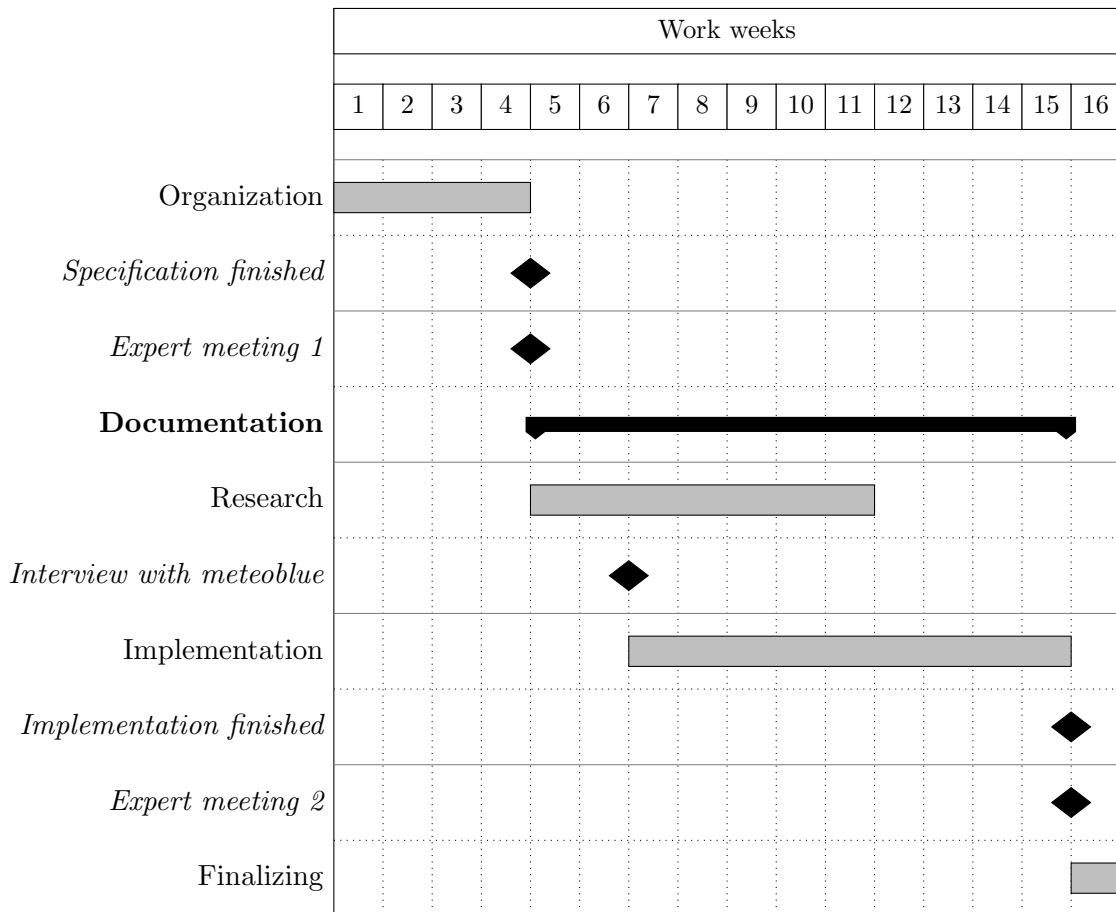 Work weeks
1 2 3 4 5 6 7 8 9 10 11 12 13 14 15 16
Organization
Specification finished
Expert meeting 1
Documentation
Research
Interview with meteoblue
Implementation
Implementation finished
Expert meeting 2
Finalizing